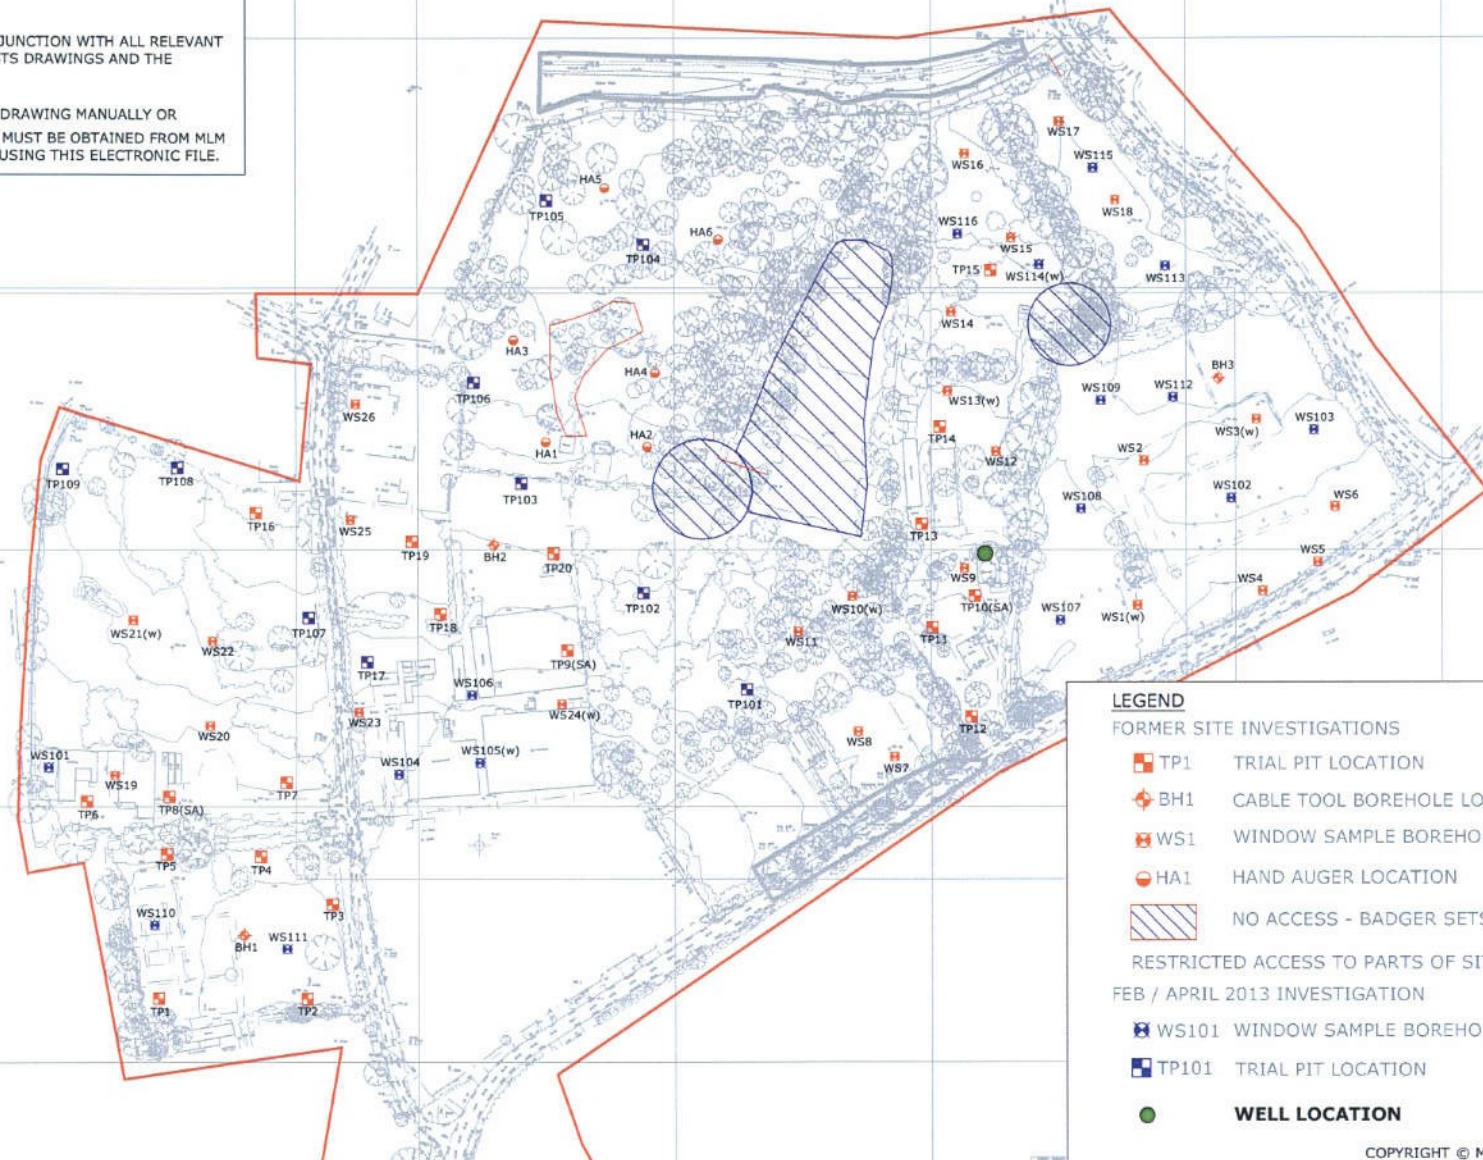 JUNCTION WITH ALL RELEVANT
TS DRAWINGS AND THE
DRAWING MANUALLY OR
MUST BE OBTAINED FROM MLM
USING THIS ELECTRONIC FILE.
WS17
WS16
WS115
HA5
WS18
TP105
WS116
HA6
WS15
TP104
TP15
WS114(w)
WS113
WS14
HA3
BH3
HA4
WS109
WS112
TP106
WS13(w)
WS26
WS103
WS3(w)
TP14
HA2
HA1
WS2
WS12
TP109
TP108
TP103
WS102
WS108
WS6
TP16
WS25
TP13
TP19
BH2
TP20
WS5
WS9
WS4
TP102
WS10(w)
TP10(SA)
WS107
WS1(w)
TP107
TP18
WS21(w)
WS22
WS11
TP11
TP9(SA)
TP17
WS106
TP101
WS24(w)
WS23
WS20
TP12
WS8
WS101
WS105(w)
WS104
WS7
WS19
TP7
TP6
TP8(SA)
TP5
TP4
TP3
WS110
BH1
WS111
TP1
TP2
LEGEND
FORMER SITE INVESTIGATIONS
TP1 TRIAL PIT LOCATION
BH1 CABLE TOOL BOREHOLE LO
WS1 WINDOW SAMPLE BOREHO
HA1 HAND AUGER LOCATION
NO ACCESS - BADGER SETS
RESTRICTED ACCESS TO PARTS OF SI
FEB / APRIL 2013 INVESTIGATION
WS101 WINDOW SAMPLE BOREHO
TP101 TRIAL PIT LOCATION
WELL LOCATION
COPYRIGHT © M